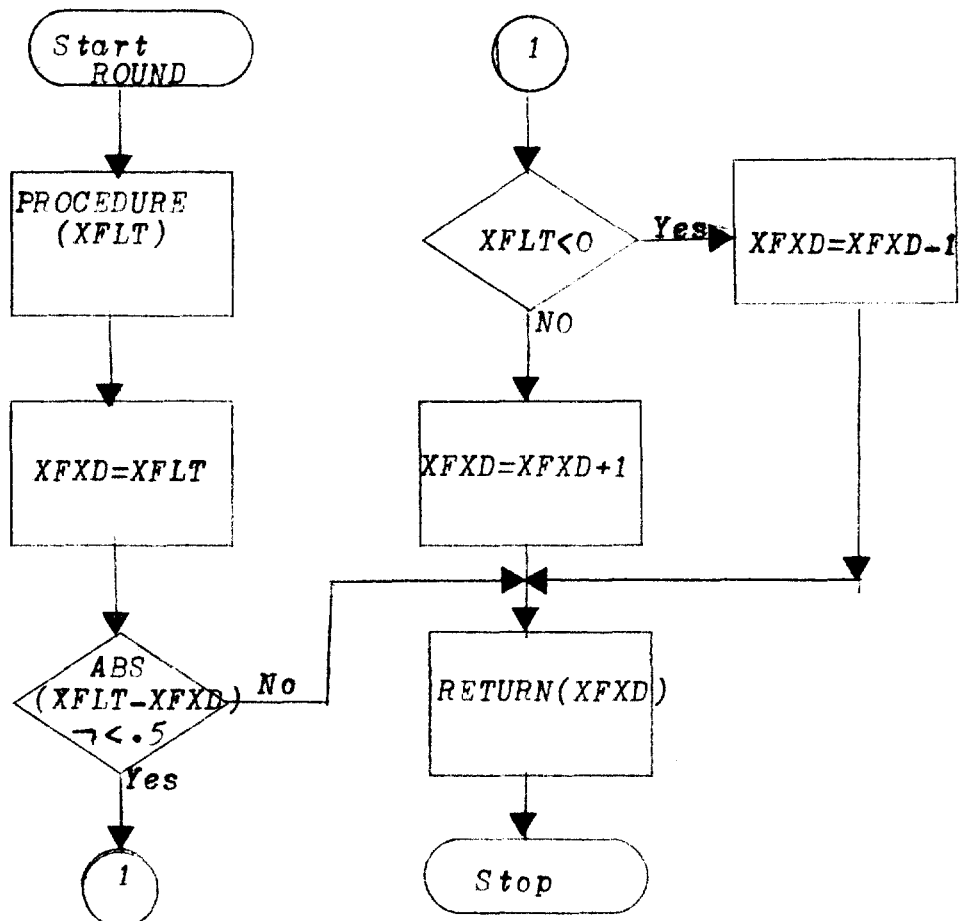 Start
ROUND
PROCEDURE
(XFLT)
XFXD=XFLT
ABS
(XFLT-XFXD)
¬<.5
No
Yes
1
1
XFLT<0
Yes
XFXD=XFXD-1
NO
XFXD=XFXD+1
RETURN(XFXD)
Stop